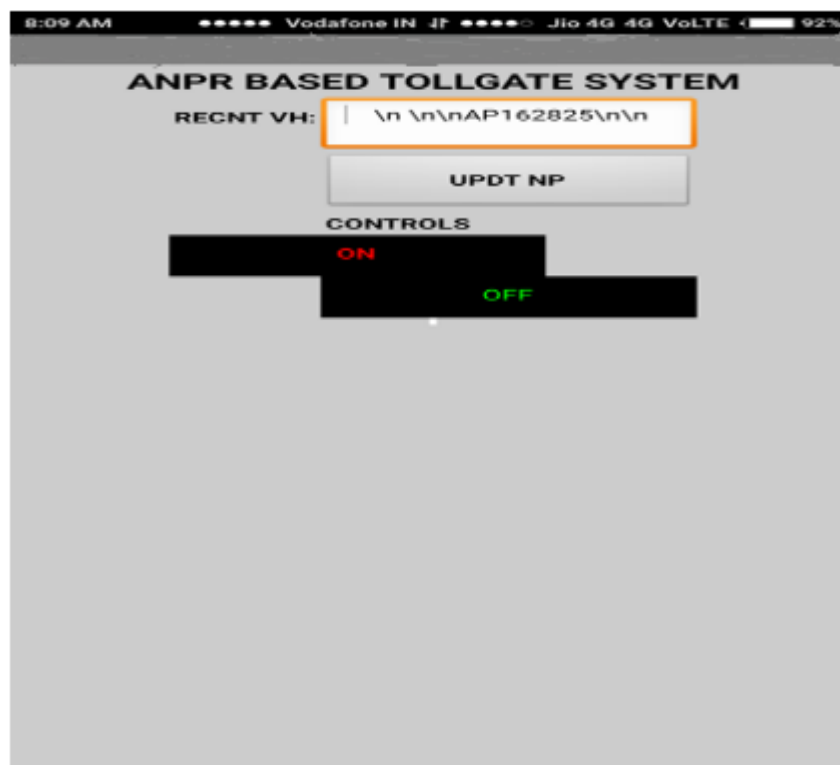 8:09 AM Vodafone IN Jio 4G 4G VoLTE 92%
ANPR BASED TOLLGATE SYSTEM
RECNT VH: \n \n\nAP162825\n\n
UPDT NP
CONTROLS
ON
OFF